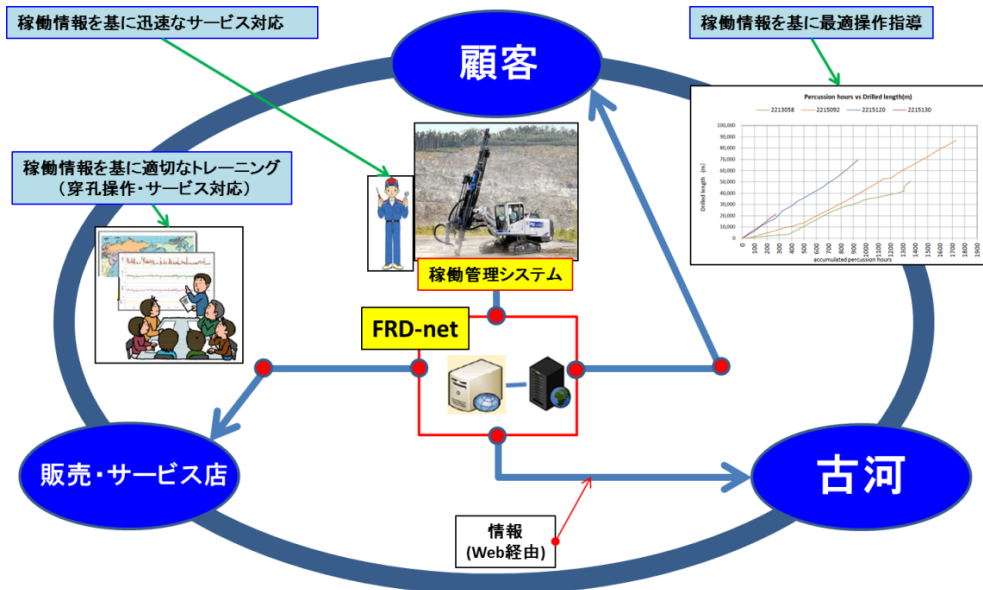 稼働情報を基に迅速なサービス対応
顧客
稼働情報を基に最適操作指導
Percussion hours vs Drilled length(m)
2213058
2215092
2215120
2215130
100,000
90,000
80,000
70,000
60,000
50,000
40,000
30,000
20,000
10,000
0
Drilled length (m)
0 100 200 300 400 500 600 700 800 900 1000 1100 1200 1300 1400 1500 1600 1700 1800 1900
accumulated percussion hours
稼働情報を基に適切なトレーニング
(穿孔操作・サービス対応)
稼働管理システム
FRD-net
販売・サービス店
古河
情報
(Web経由)